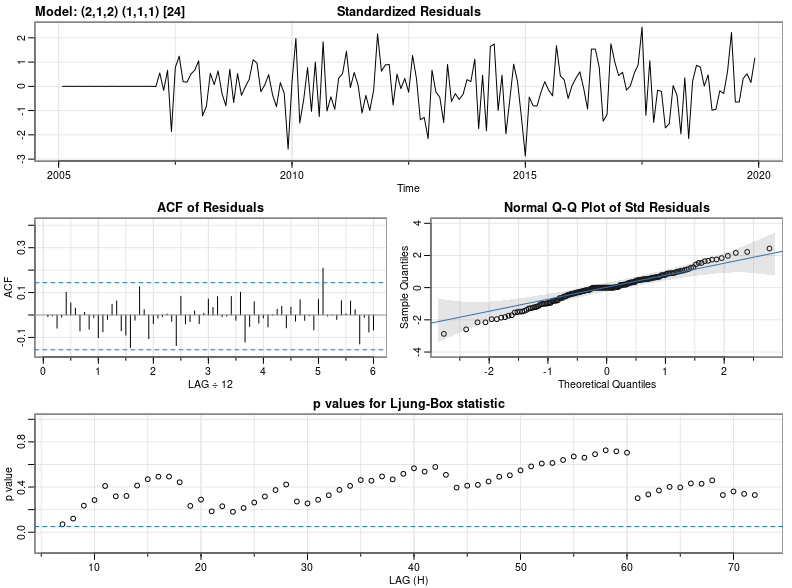 Model: (2,1,2) (1,1,1) [24] Standardized Residuals
2
1
0
-1
-2
-3
2005 2010 2015 2020
Time
ACF of Residuals
ACF
0.3
0.1
-0.1
0 1 2 3 4 5 6
LAG ÷ 12
Normal Q-Q Plot of Std Residuals
Sample Quantiles
4
2
0
-2
-4
-2 -1 0 1 2
Theoretical Quantiles
p values for Ljung-Box statistic
p value
0.8
0.4
0.0
10 20 30 40 50 60 70
LAG (H)